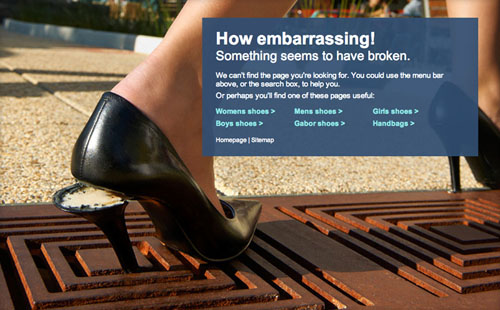 How embarrassing!
Something seems to have broken.
We can't find the page you're looking for. You could use the menu bar
above, or the search box, to help you.
Or perhaps you'll find one of these pages useful:
Womens shoes > Mens shoes > Girls shoes >
Boys shoes > Gabor shoes > Handbags >
Homepage | Sitemap